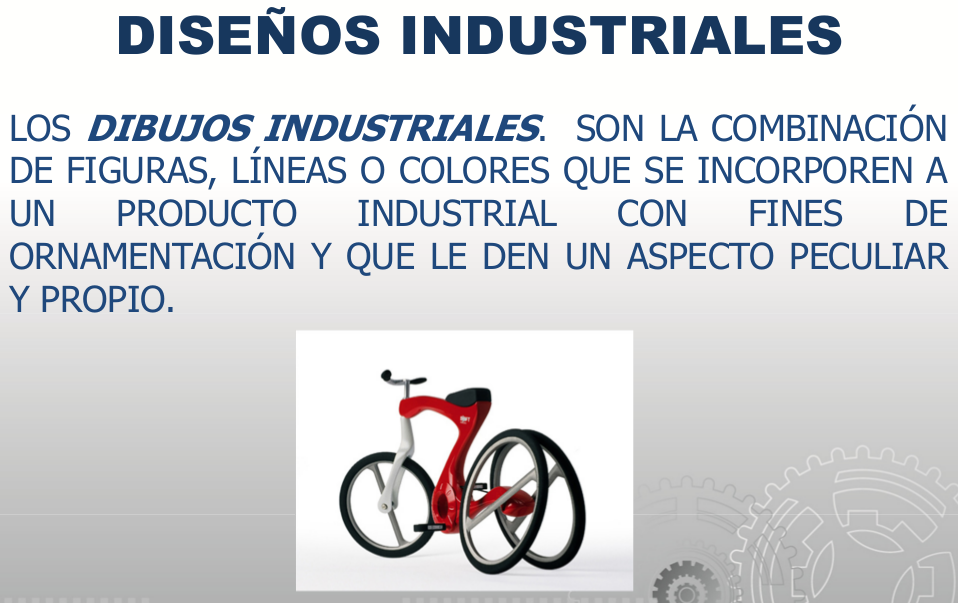 DISEÑOS INDUSTRIALES
LOS DIBUJOS INDUSTRIALES. SON LA COMBINACIÓN
DE FIGURAS, LÍNEAS O COLORES QUE SE INCORPOREN A
UN PRODUCTO INDUSTRIAL CON FINES DE
ORNAMENTACIÓN Y QUE LE DEN UN ASPECTO PECULIAR
Y PROPIO.